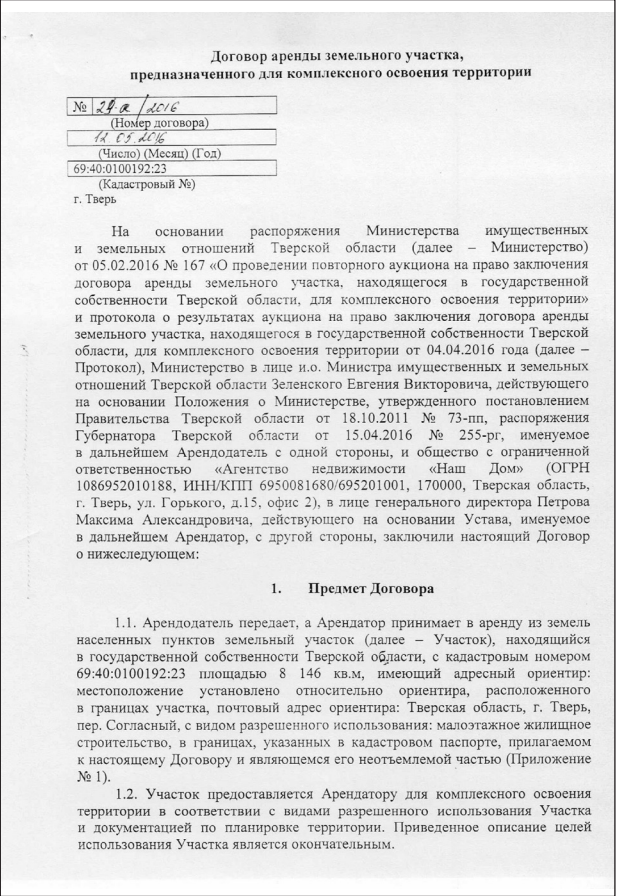 Договор аренды земельного участка,
предназначенного для комплексного освоения территории
№ 29-а/2016
(Номер договора)
12.05.2016
(Число) (Месяц) (Год)
69:40:0100192:23
(Кадастровый №)
г. Тверь
На основании распоряжения Министерства имущественных
и земельных отношений Тверской области (далее – Министерство)
от 05.02.2016 № 167 «О проведении повторного аукциона на право заключения
договора аренды земельного участка, находящегося в государственной
собственности Тверской области, для комплексного освоения территории»
и протокола о результатах аукциона на право заключения договора аренды
земельного участка, находящегося в государственной собственности Тверской
области, для комплексного освоения территории от 04.04.2016 года (далее –
Протокол), Министерство в лице и.о. Министра имущественных и земельных
отношений Тверской области Зеленского Евгения Викторовича, действующего
на основании Положения о Министерстве, утвержденного постановлением
Правительства Тверской области от 18.10.2011 № 73-пп, распоряжения
Губернатора Тверской области от 15.04.2016 № 255-рг, именуемое
в дальнейшем Арендодатель с одной стороны, и общество с ограниченной
ответственностью «Агентство недвижимости «Наш Дом» (ОГРН
1086952010188, ИНН/КПП 6950081680/695201001, 170000, Тверская область,
г. Тверь, ул. Горького, д.15, офис 2), в лице генерального директора Петрова
Максима Александровича, действующего на основании Устава, именуемое
в дальнейшем Арендатор, с другой стороны, заключили настоящий Договор
о нижеследующем:
1. Предмет Договора
1.1. Арендодатель передает, а Арендатор принимает в аренду из земель
населенных пунктов земельный участок (далее – Участок), находящийся
в государственной собственности Тверской области, с кадастровым номером
69:40:0100192:23 площадью 8 146 кв.м, имеющий адресный ориентир:
местоположение установлено относительно ориентира, расположенного
в границах участка, почтовый адрес ориентира: Тверская область, г. Тверь,
пер. Согласный, с видом разрешенного использования: малоэтажное жилищное
строительство, в границах, указанных в кадастровом паспорте, прилагаемом
к настоящему Договору и являющемся его неотъемлемой частью (Приложение
№ 1).
1.2. Участок предоставляется Арендатору для комплексного освоения
территории в соответствии с видами разрешенного использования Участка
и документацией по планировке территории. Приведенное описание целей
использования Участка является окончательным.